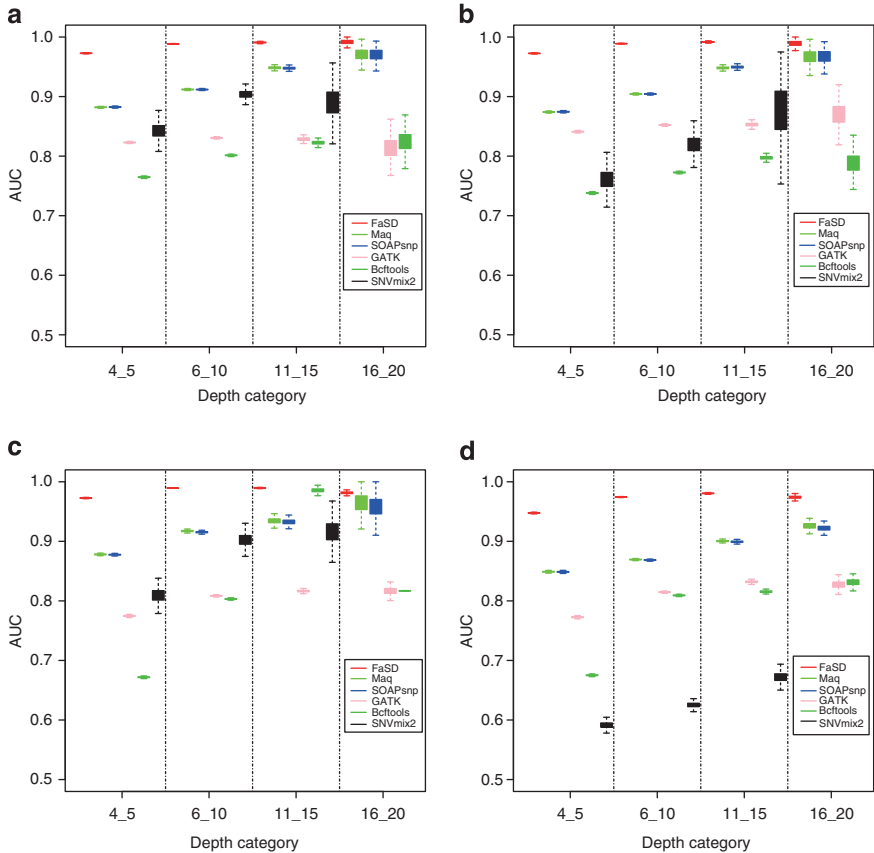 a
1.0
0.9
0.8
0.7
0.6
0.5
AUC
FaSD
Maq
SOAPsnp
GATK
Bcftools
SNVmix2
4_5
6_10
11_15
16_20
Depth category
b
1.0
0.9
0.8
0.7
0.6
0.5
AUC
FaSD
Maq
SOAPsnp
GATK
Bcftools
SNVmix2
4_5
6_10
11_15
16_20
Depth category
c
1.0
0.9
0.8
0.7
0.6
0.5
AUC
FaSD
Maq
SOAPsnp
GATK
Bcftools
SNVmix2
4_5
6_10
11_15
16_20
Depth category
d
1.0
0.9
0.8
0.7
0.6
0.5
AUC
FaSD
Maq
SOAPsnp
GATK
Bcftools
SNVmix2
4_5
6_10
11_15
16_20
Depth category